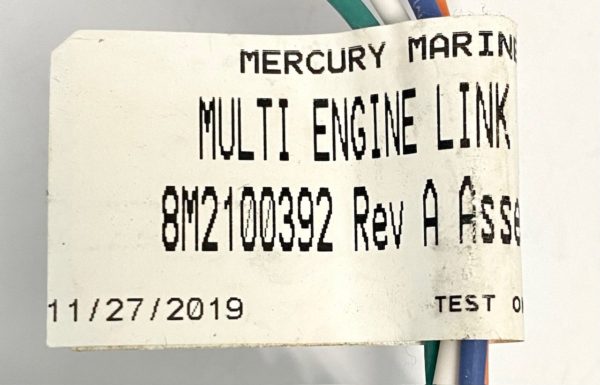 MERCURY MARINE
MULTI ENGINE LINK
8M2100392 Rev A Asse
11/27/2019 TEST